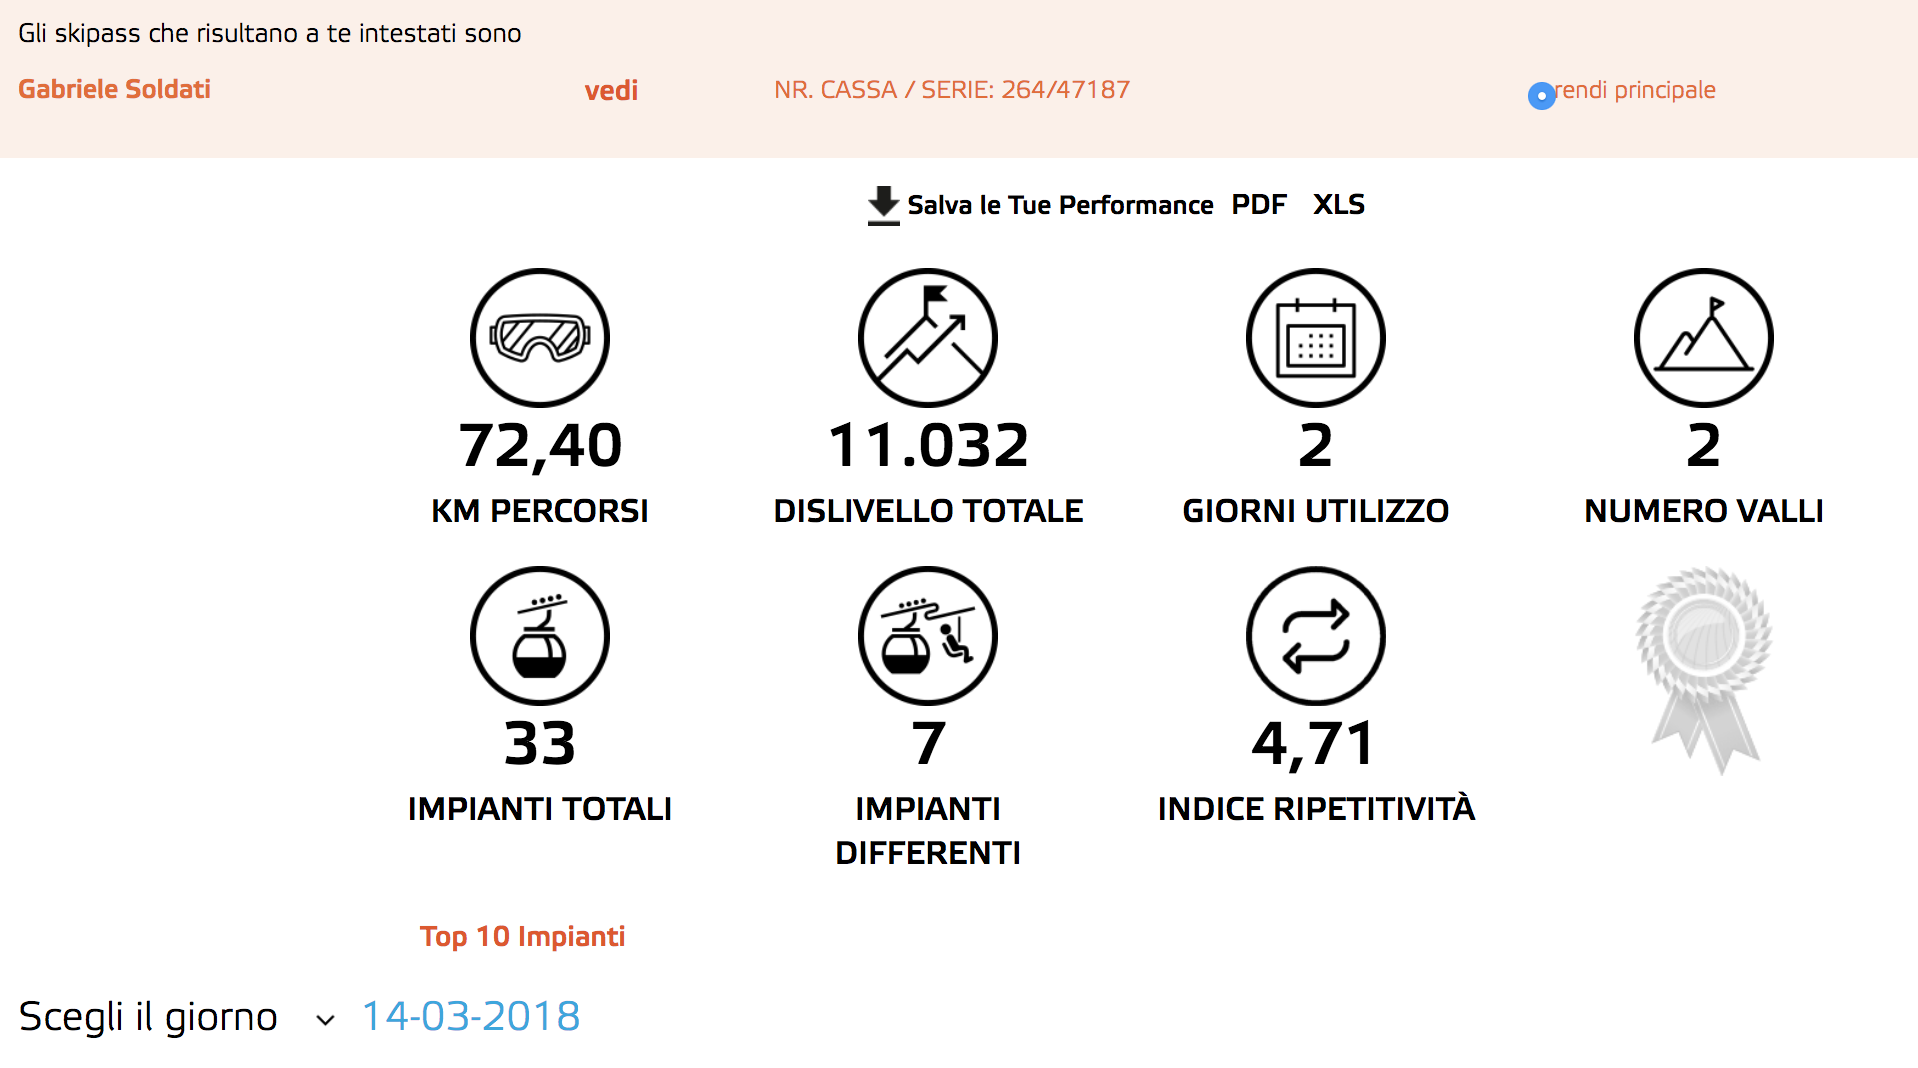 Gli skipass che risultano a te intestati sono
Gabriele Soldati vedi NR. CASSA / SERIE: 264/47187 rendi principale
Salva le Tue Performance PDF XLS
72,40 11.032 2 2
KM PERCORSI DISLIVELLO TOTALE GIORNI UTILIZZO NUMERO VALLI
33 7 4,71
IMPIANTI TOTALI IMPIANTI DIFFERENTI INDICE RIPETITIVITÀ
Top 10 Impianti
Scegli il giorno 14-03-2018